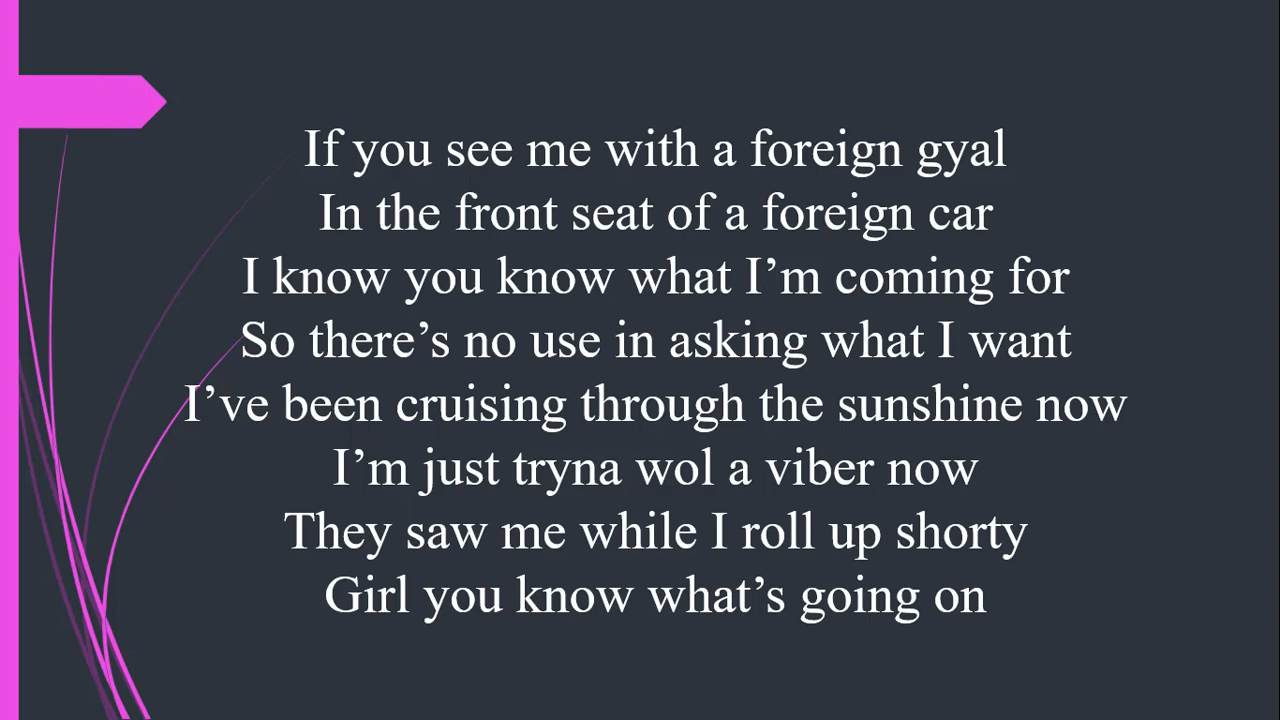 If you see me with a foreign gyal
In the front seat of a foreign car
I know you know what I’m coming for
So there’s no use in asking what I want
I’ve been cruising through the sunshine now
I’m just tryna wol a viber now
They saw me while I roll up shorty
Girl you know what’s going on